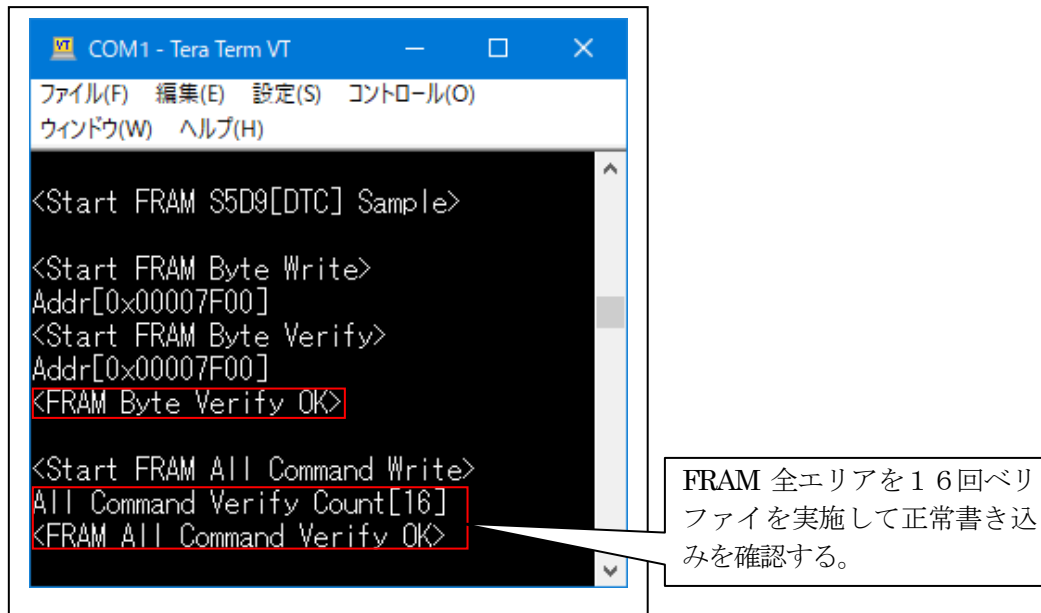 COM1 - Tera Term VT
ファイル(F) 編集(E) 設定(S) コントロール(O)
ウィンドウ(W) ヘルプ(H)
<Start FRAM S5D9[DTC] Sample>
<Start FRAM Byte Write>
Addr[0x00007F00]
<Start FRAM Byte Verify>
Addr[0x00007F00]
<FRAM Byte Verify OK>
<Start FRAM All Command Write>
All Command Verify Count[16]
<FRAM All Command Verify OK>
FRAM 全エリアを１６回ベリ
ファイを実施して正常書き込
みを確認する。